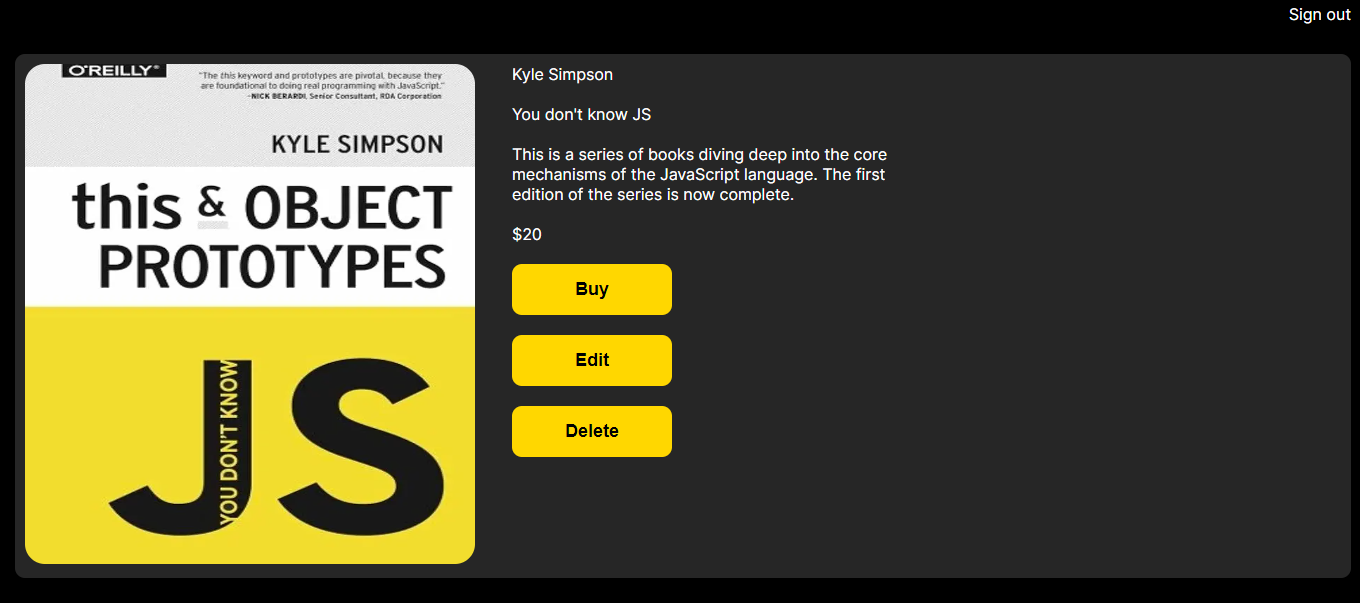 Sign out
O'REILLY®
"The this keyword and prototypes are pivotal, because they
are foundational to doing real programming with JavaScript."
–NICK BERARDI, Senior Consultant, RDA Corporation
KYLE SIMPSON
this & OBJECT
PROTOTYPES
YOU DON'T KNOW
JS
Kyle Simpson
You don't know JS
This is a series of books diving deep into the core
mechanisms of the JavaScript language. The first
edition of the series is now complete.
$20
Buy
Edit
Delete